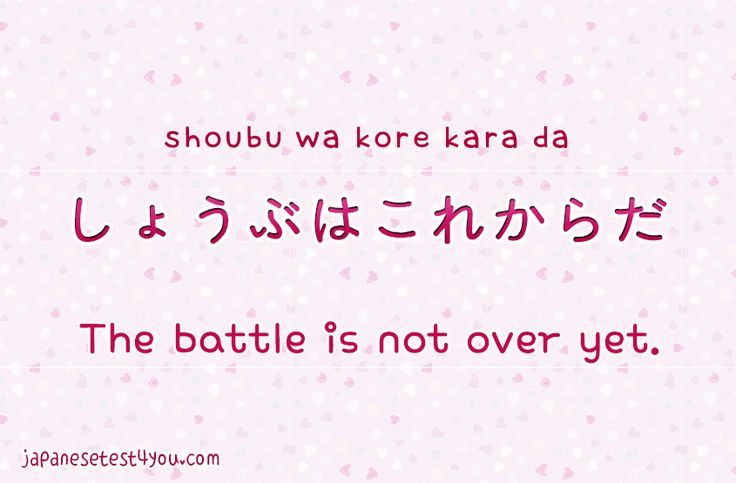 shoubu wa kore kara da
しょうぶはこれからだ
The battle is not over yet.
japanesetest4you.com